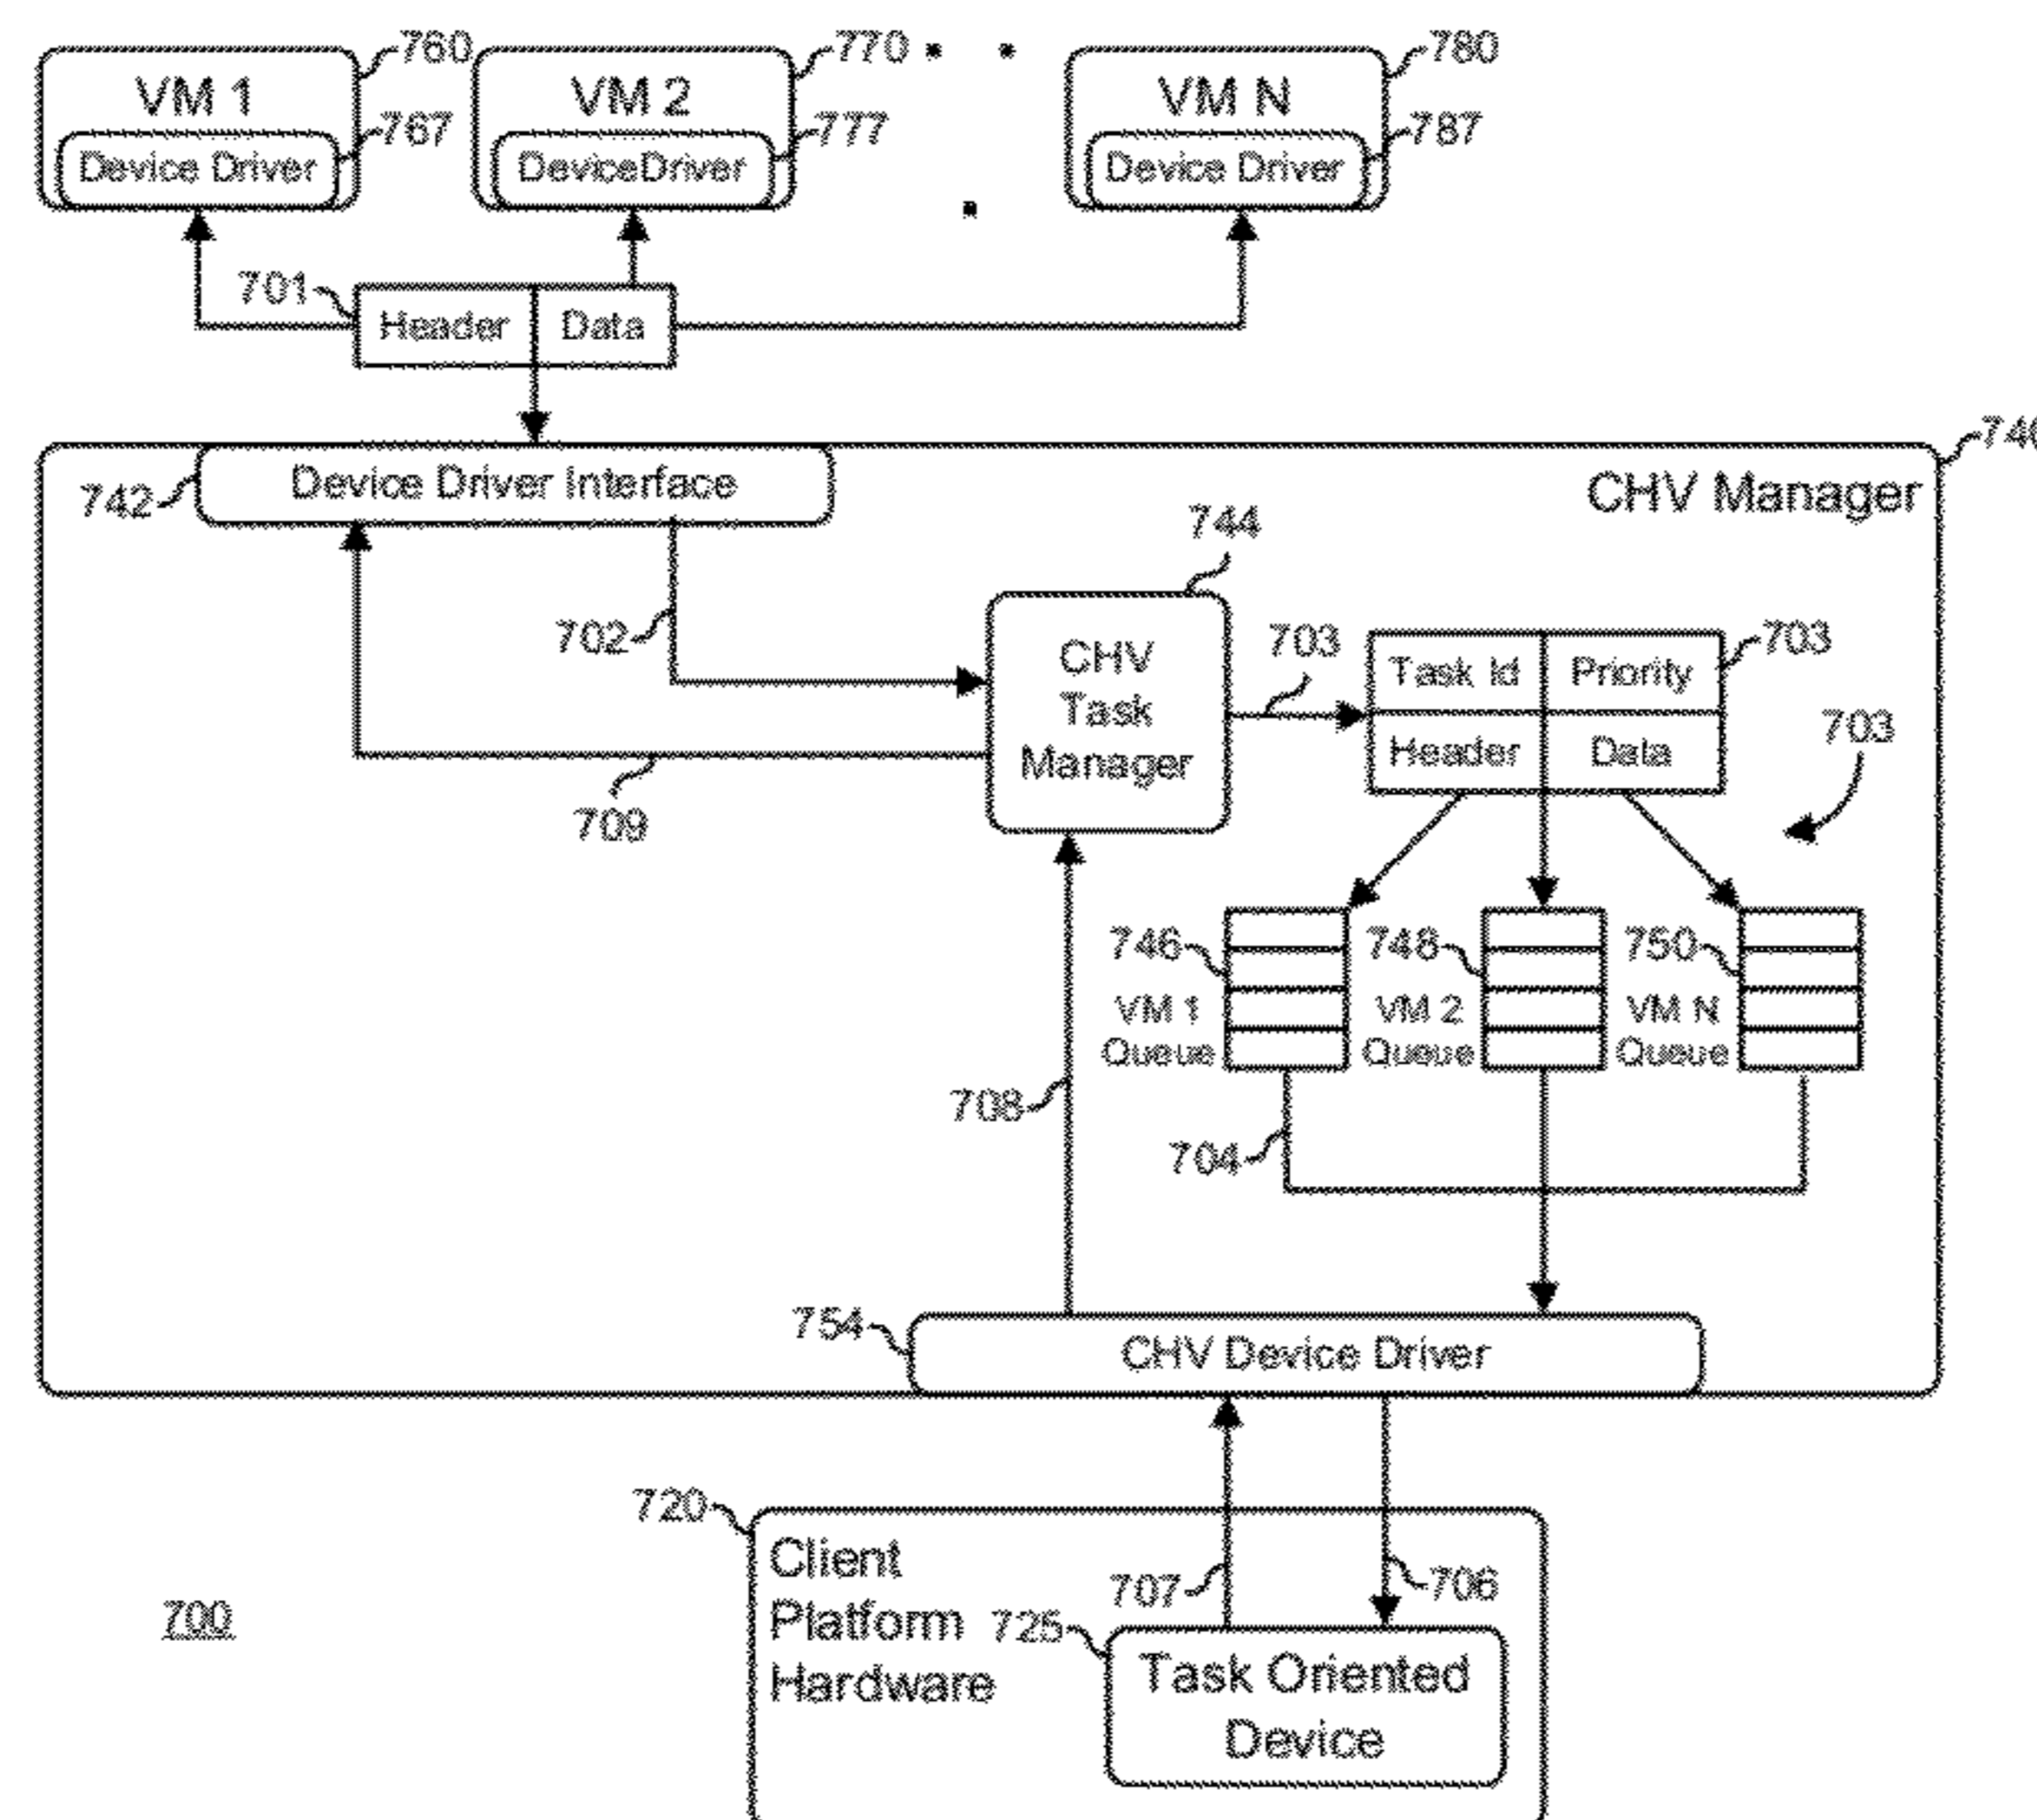 760
770
780
VM 1
VM 2
VM N
767
777
787
Device Driver
DeviceDriver
Device Driver
701
Header
Data
742
Device Driver Interface
CHV Manager
744
702
CHV
Task
Manager
703
Task Id
Priority
703
Header
Data
703
709
746
748
750
VM 1
Queue
VM 2
Queue
VM N
Queue
708
704
754
CHV Device Driver
720
Client
Platform
Hardware
707
706
725
Task Oriented
Device
700